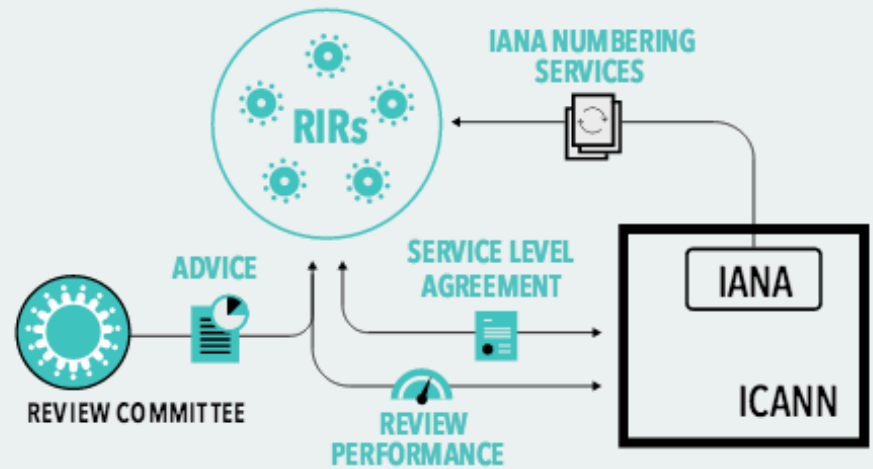 IANA NUMBERING
SERVICES
RIRs
ADVICE
SERVICE LEVEL
AGREEMENT
IANA
REVIEW COMMITTEE
ICANN
REVIEW
PERFORMANCE